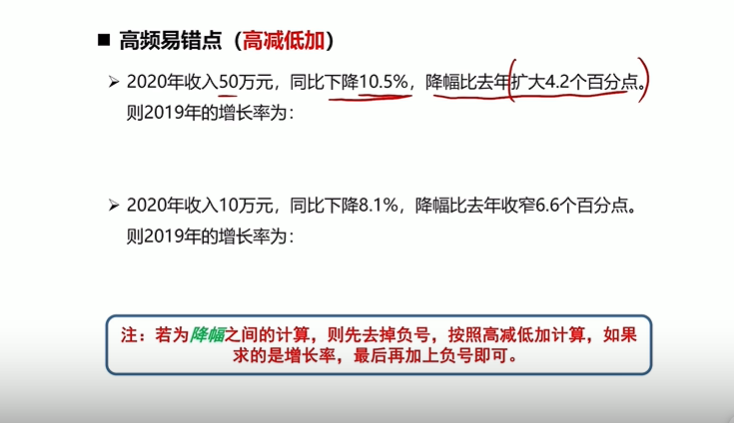 ■ 高频易错点（高减低加）
➢ 2020年收入50万元，同比下降10.5%，降幅比去年扩大4.2个百分点。
则2019年的增长率为：
➢ 2020年收入10万元，同比下降8.1%，降幅比去年收窄6.6个百分点。
则2019年的增长率为：
注：若为降幅之间的计算，则先去掉负号，按照高减低加计算，如果
求的是增长率，最后再加上负号即可。